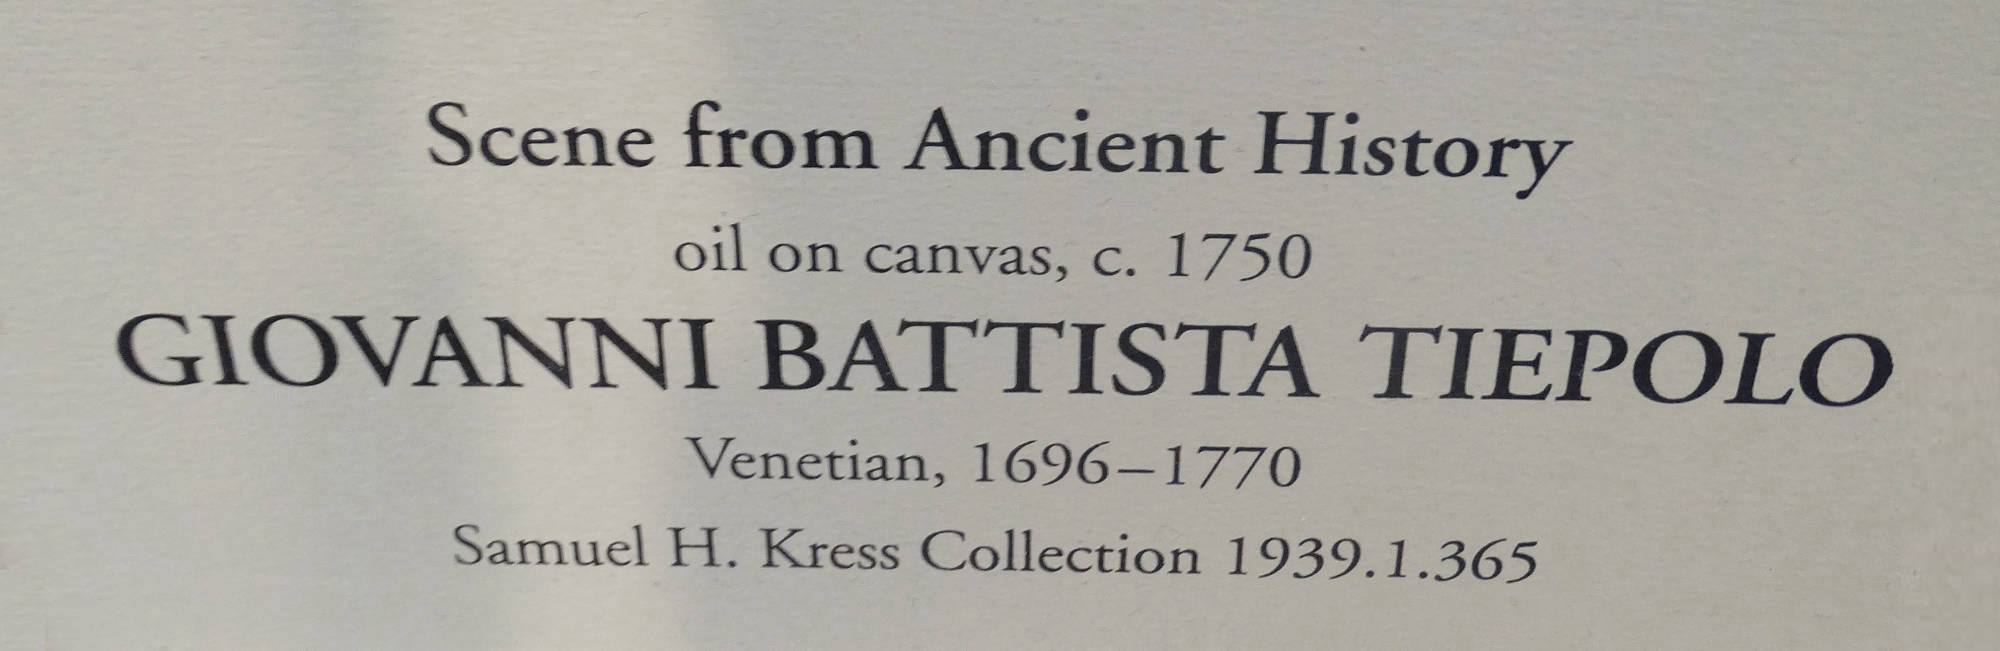 Scene from Ancient History
oil on canvas, c. 1750
GIOVANNI BATTISTA TIEPOLO
Venetian, 1696–1770
Samuel H. Kress Collection 1939.1.365